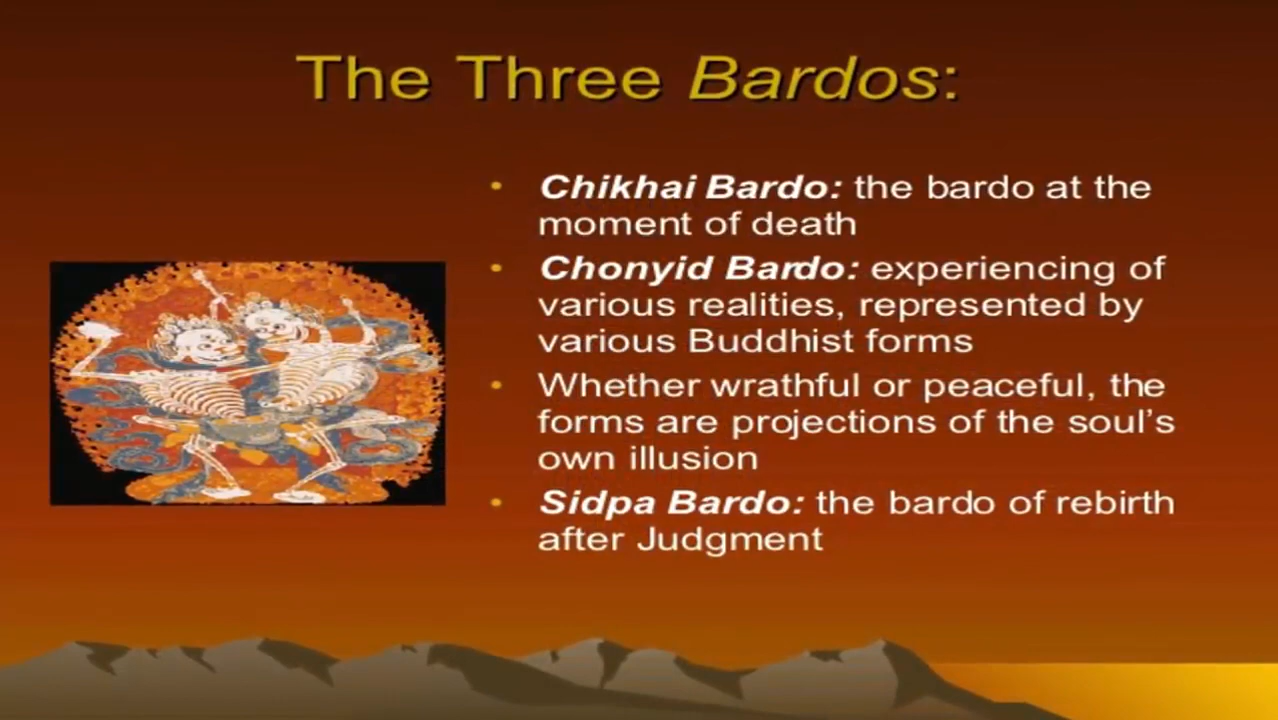 The Three Bardos:
• Chikhai Bardo: the bardo at the
moment of death
• Chonyid Bardo: experiencing of
various realities, represented by
various Buddhist forms
• Whether wrathful or peaceful, the
forms are projections of the soul’s
own illusion
• Sidpa Bardo: the bardo of rebirth
after Judgment